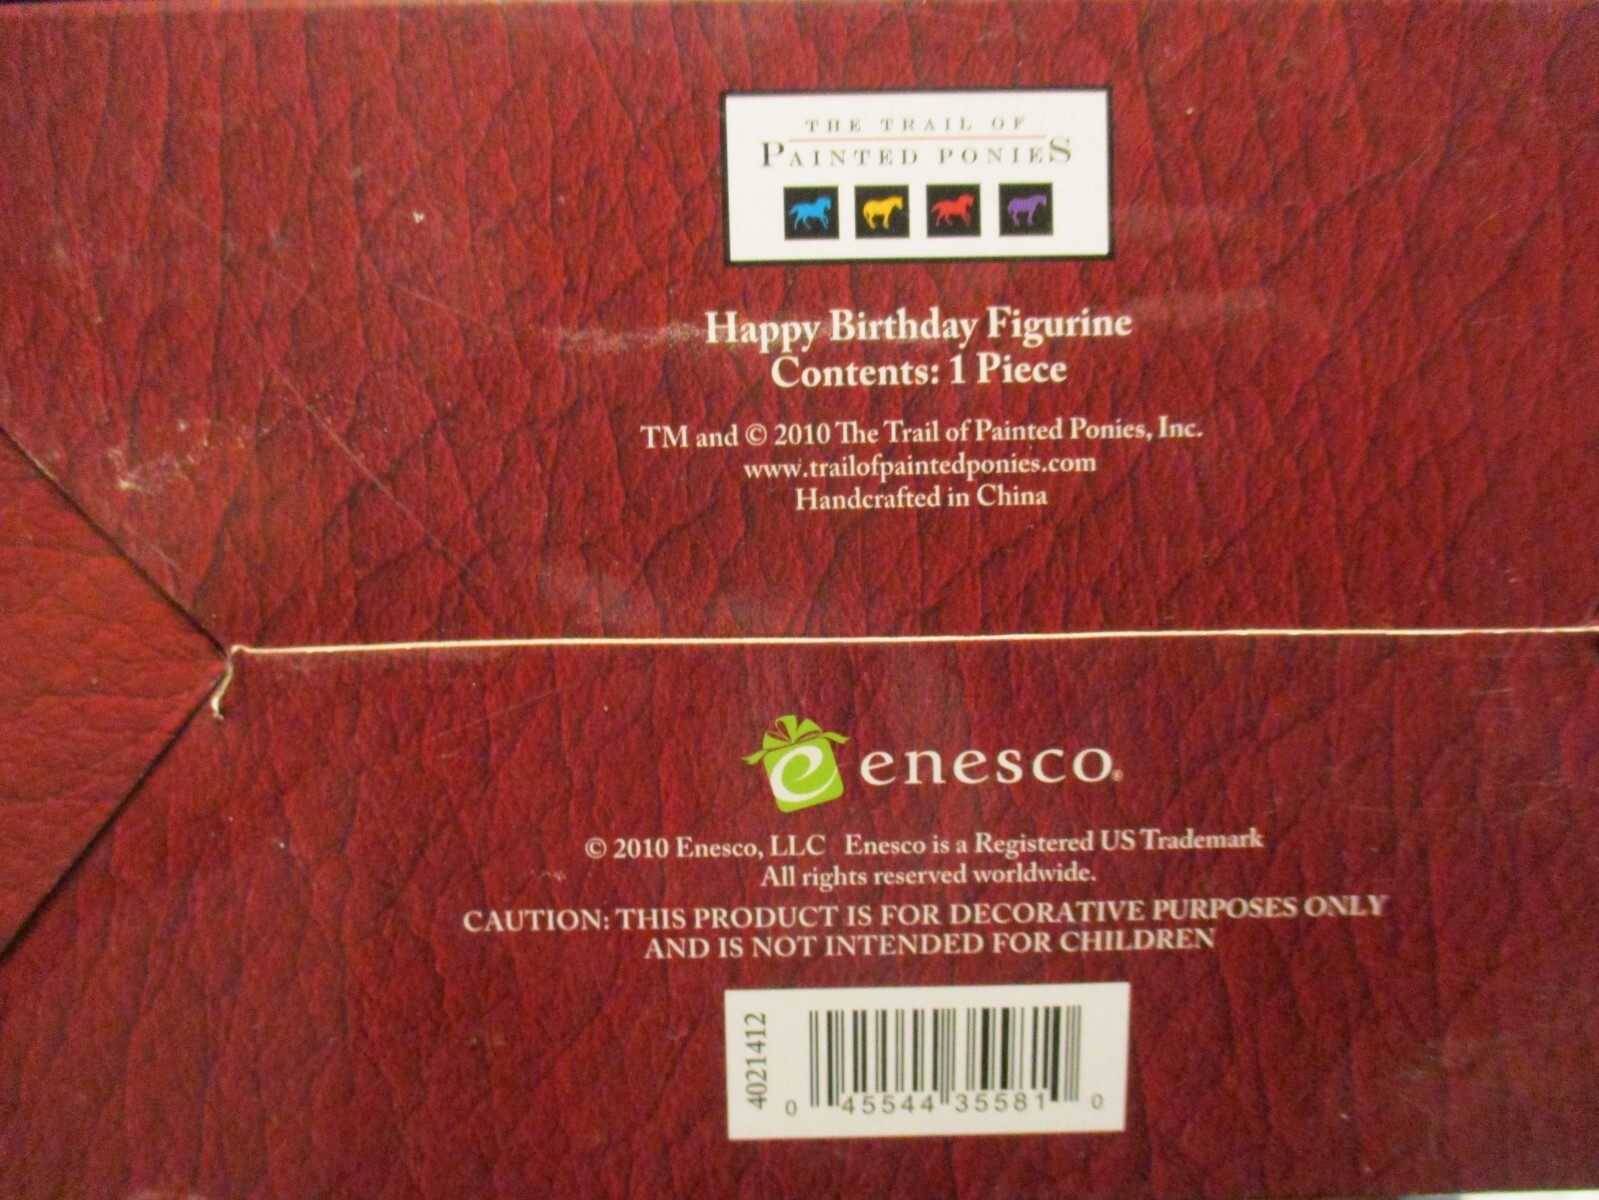 THE TRAIL OF
PAINTED PONIES
Happy Birthday Figurine
Contents: 1 Piece
TM and © 2010 The Trail of Painted Ponies, Inc.
www.trailofpaintedponies.com
Handcrafted in China
e enesco®
© 2010 Enesco, LLC Enesco is a Registered US Trademark
All rights reserved worldwide.
CAUTION: THIS PRODUCT IS FOR DECORATIVE PURPOSES ONLY
AND IS NOT INTENDED FOR CHILDREN
4021412
0 45544 35581 0